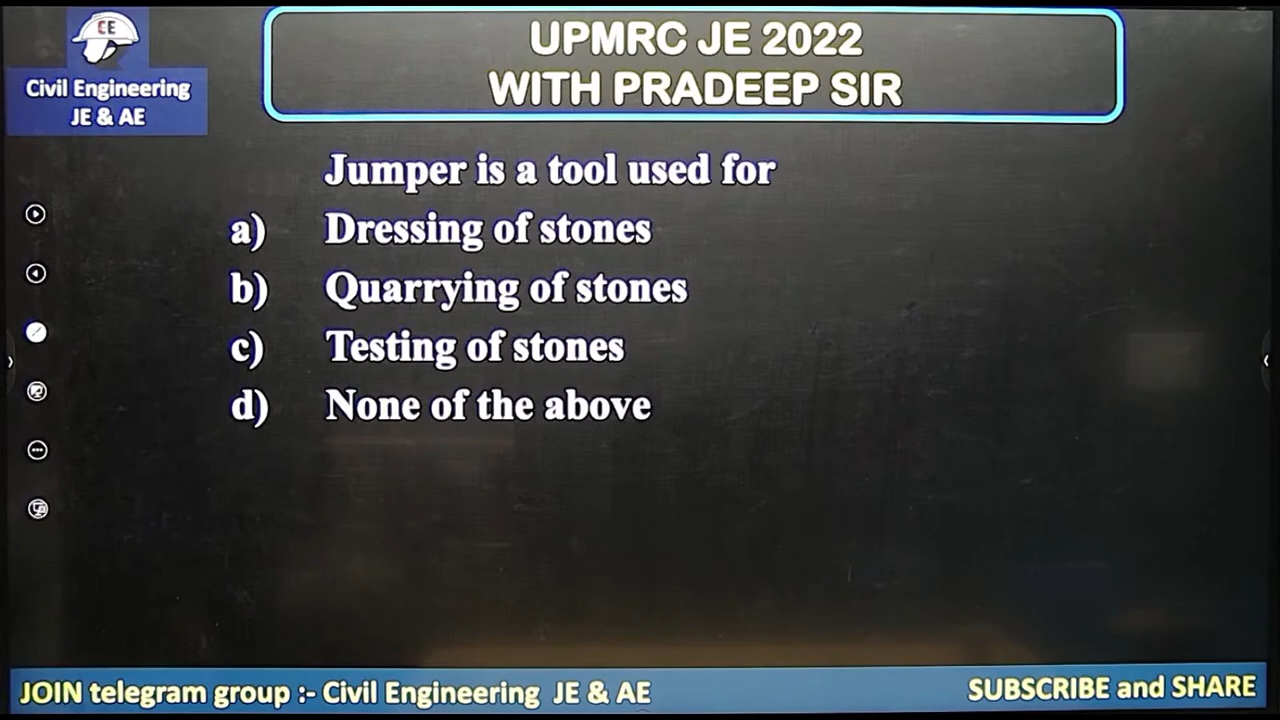 CE
Civil Engineering
JE & AE
UPMRC JE 2022
WITH PRADEEP SIR
Jumper is a tool used for
a) Dressing of stones
b) Quarrying of stones
c) Testing of stones
d) None of the above
JOIN telegram group :- Civil Engineering JE & AE
SUBSCRIBE and SHARE